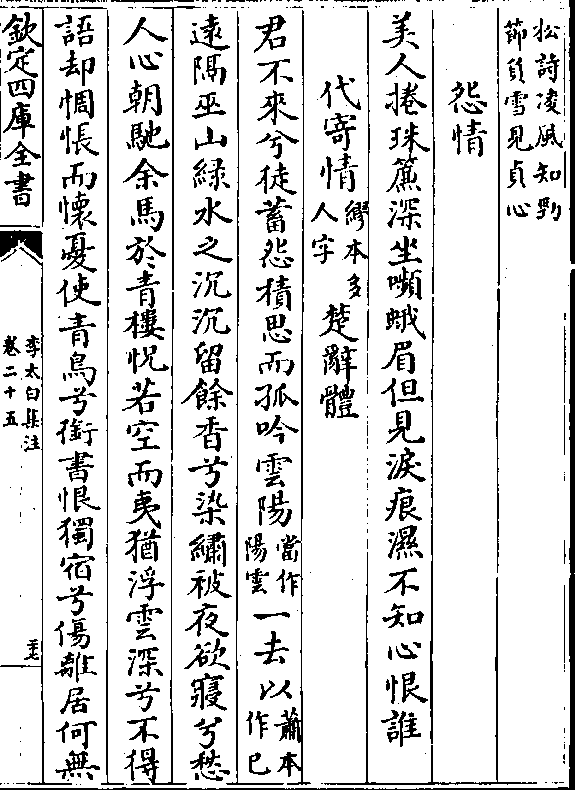 松詩凌風知勁
節負雪見貞心
怨情
美人捲珠簾深坐嚬蛾眉但見淚痕濕不知心恨誰
代寄情繆本多人字楚辭體
君不來兮徒蓄怨積思而孤吟雲陽當作陽雲一去以蕭本作已
遠隔巫山緑水之沉沉留餘香兮染繡被夜欲寢兮愁
人心朝馳余馬於青樓怳若空而夷猶浮雲深兮不得
語却惆悵而懷憂使青鳥兮銜書恨獨宿兮傷離居何無
欽定四庫全書
李太白集注
卷二十五